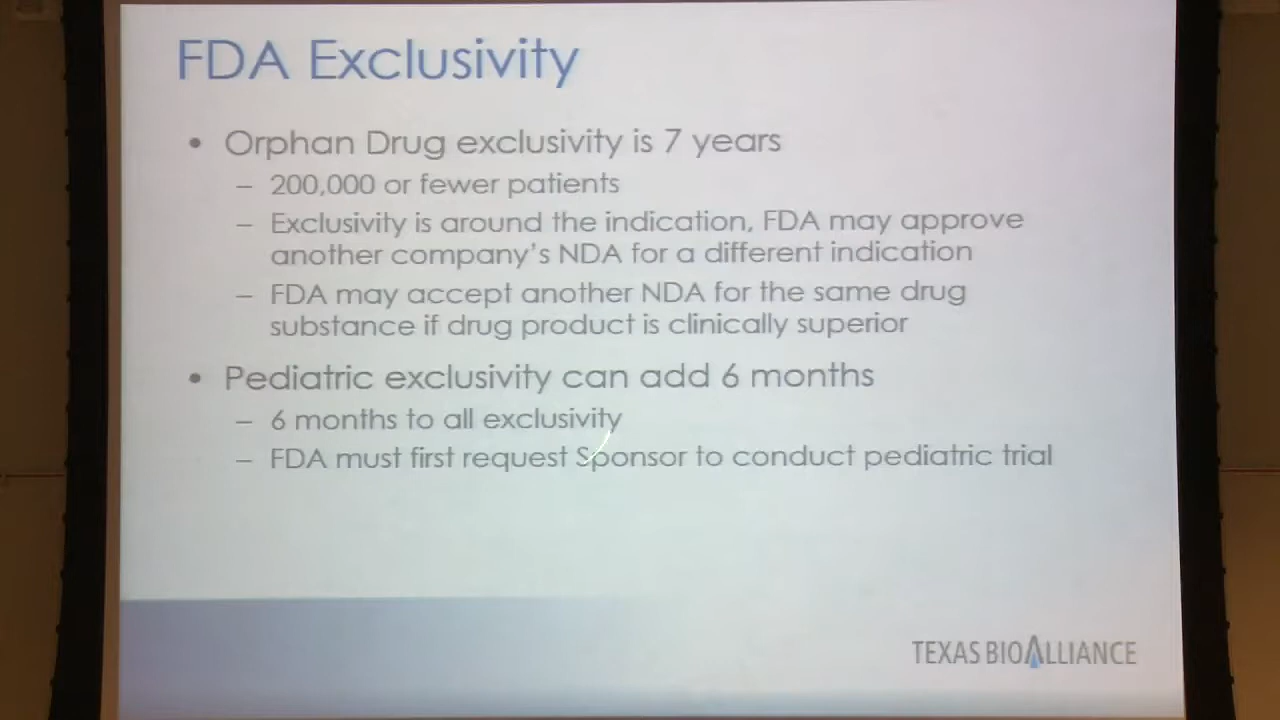 FDA Exclusivity
• Orphan Drug exclusivity is 7 years
– 200,000 or fewer patients
– Exclusivity is around the indication, FDA may approve
another company's NDA for a different indication
– FDA may accept another NDA for the same drug
substance if drug product is clinically superior
• Pediatric exclusivity can add 6 months
– 6 months to all exclusivity
– FDA must first request Sponsor to conduct pediatric trial
TEXAS BIOALLIANCE